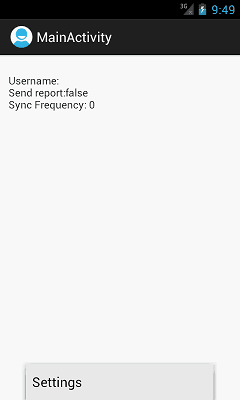 3G
9:49
MainActivity
Username:
Send report:false
Sync Frequency: 0
Settings